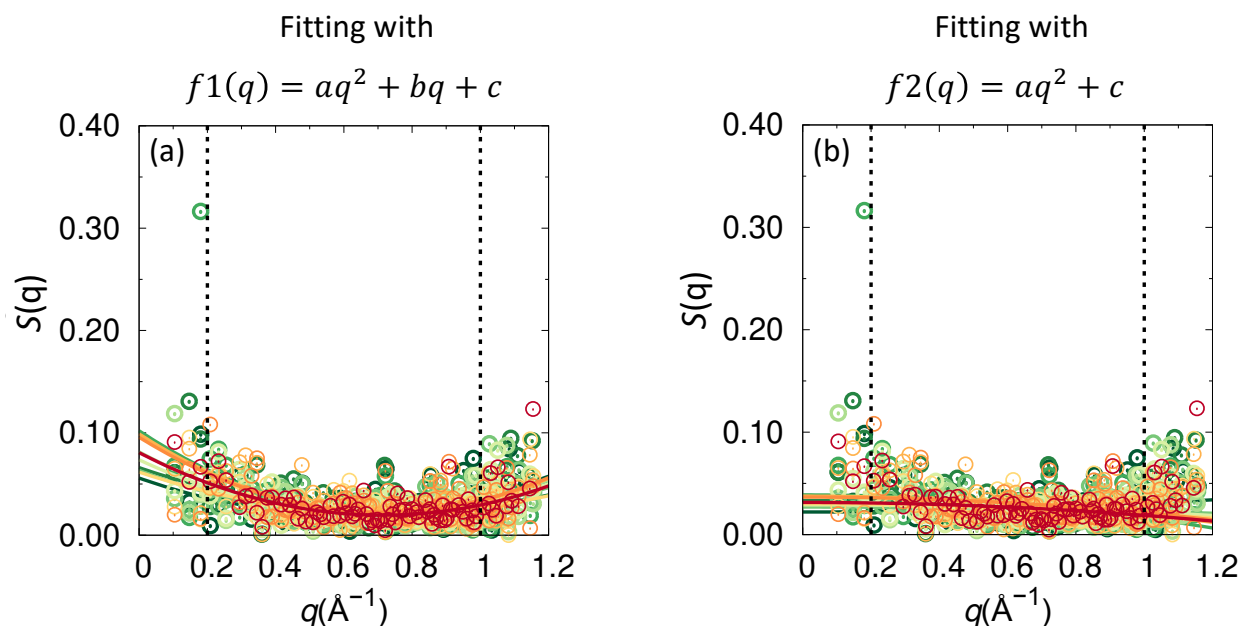 Fitting with
f1(q) = aq² + bq + c
(a)
0.40
0.30
0.20
0.10
0.00
S(q)
0 0.2 0.4 0.6 0.8 1 1.2
q(Å⁻¹)
Fitting with
f2(q) = aq² + c
(b)
0.40
0.30
0.20
0.10
0.00
S(q)
0 0.2 0.4 0.6 0.8 1 1.2
q(Å⁻¹)